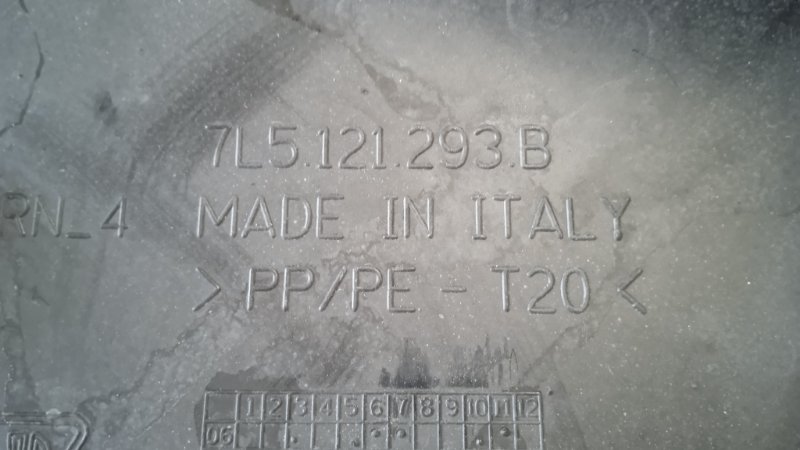 7L5.121.293.B
RN_4 MADE IN ITALY
>PP/PE - T20<
1 2 3 4 5 6 7 8 9 10 11 12
06